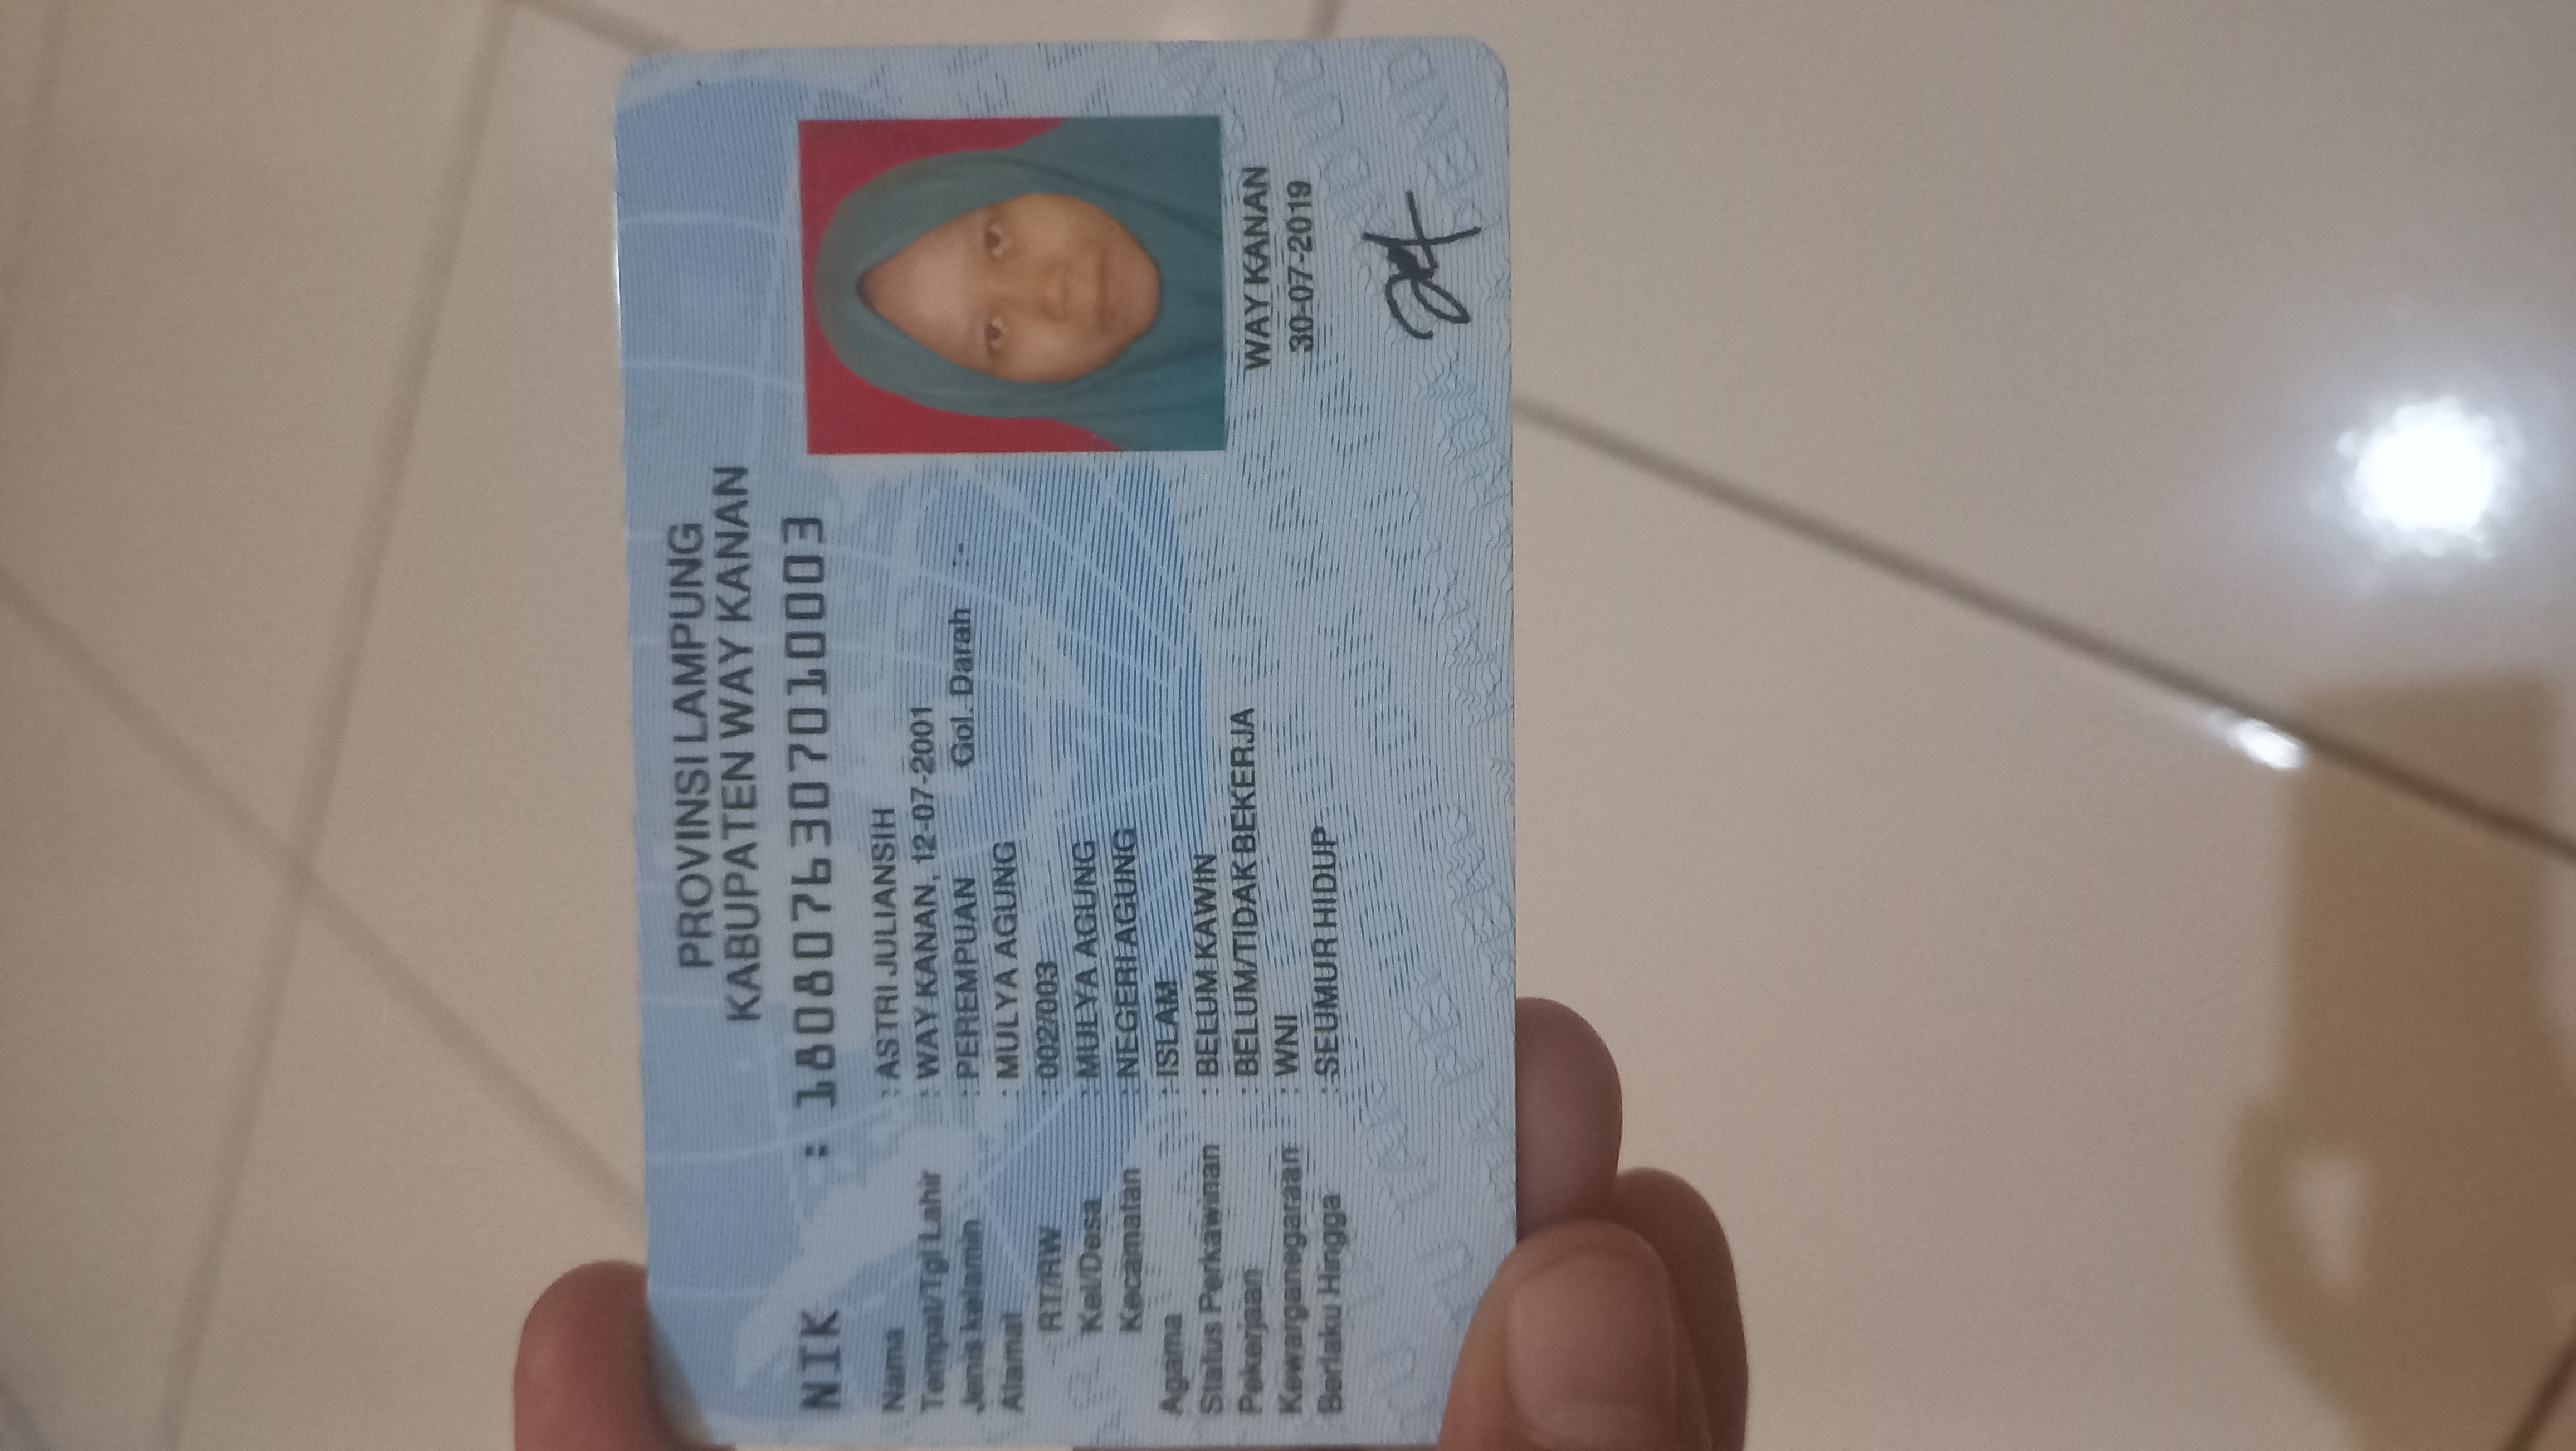 PROVINSI LAMPUNG
KABUPATEN WAY KANAN
NIK : 1808076307010003
Nama : ASTRI JULIANSIH
Tempat/Tgl Lahir : WAY KANAN, 12-07-2001
Jenis kelamin : PEREMPUAN Gol. Darah : -
Alamat : MULYA AGUNG
RT/RW : 002/003
Kel/Desa : MULYA AGUNG
Kecamatan : NEGERI AGUNG
Agama : ISLAM
Status Perkawinan : BELUM KAWIN
Pekerjaan : BELUM/TIDAK BEKERJA
Kewarganegaraan : WNI
Berlaku Hingga : SEUMUR HIDUP
WAY KANAN
30-07-2019